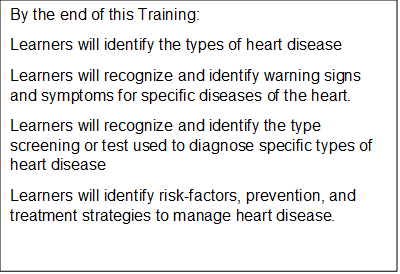 By the end of this Training:
Learners will identify the types of heart disease
Learners will recognize and identify warning signs
and symptoms for specific diseases of the heart.
Learners will recognize and identify the type
screening or test used to diagnose specific types of
heart disease
Learners will identify risk-factors, prevention, and
treatment strategies to manage heart disease.